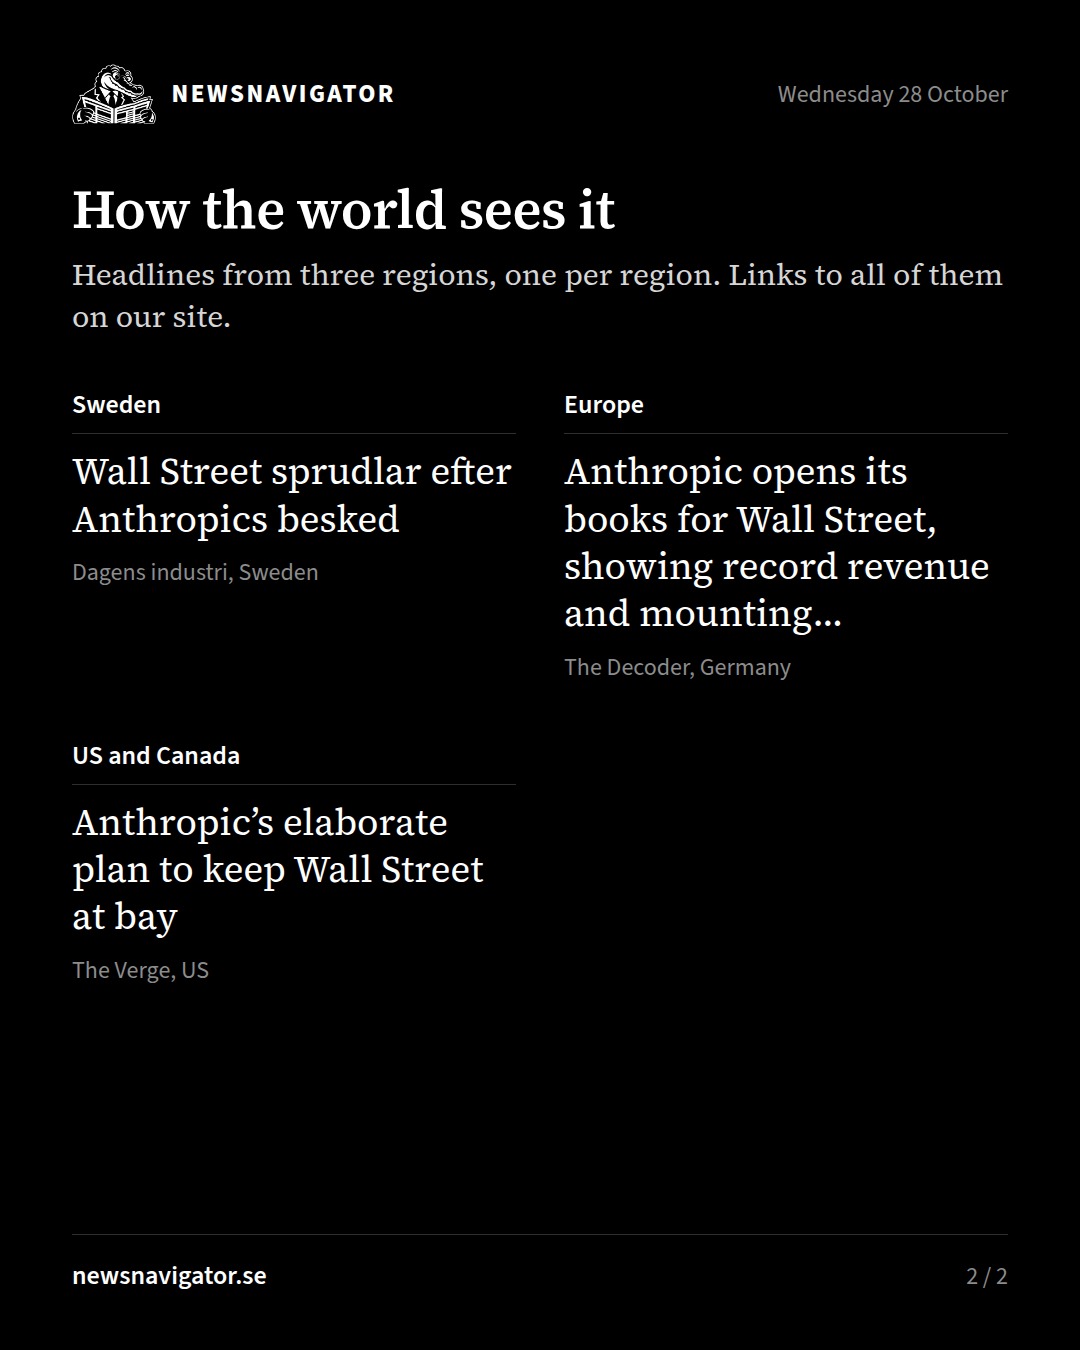 NEWSNAVIGATOR
Wednesday 28 October
How the world sees it
Headlines from three regions, one per region. Links to all of them
on our site.
Sweden
Wall Street sprudlar efter
Anthropics besked
Dagens industri, Sweden
Europe
Anthropic opens its
books for Wall Street,
showing record revenue
and mounting...
The Decoder, Germany
US and Canada
Anthropic’s elaborate
plan to keep Wall Street
at bay
The Verge, US
newsnavigator.se
2 / 2